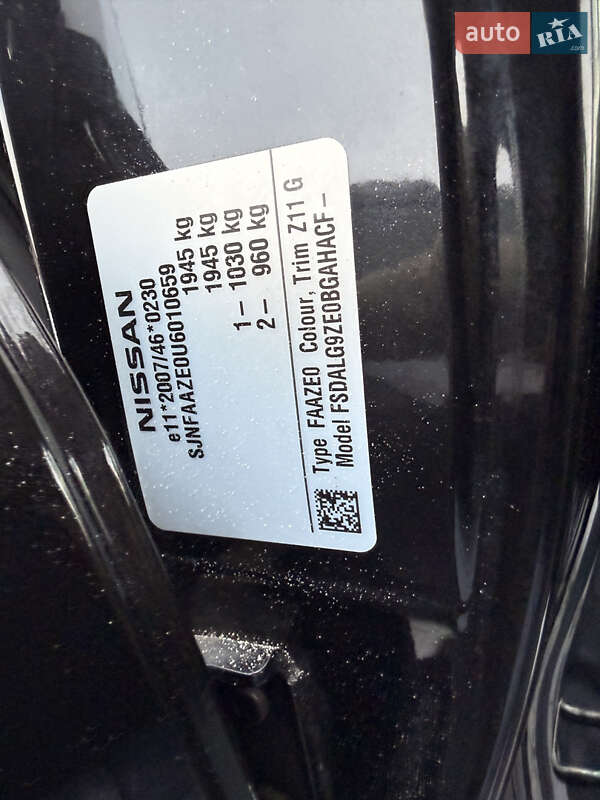 auto RIA .com
NISSAN
e11*2007/46*0230
SJNFAAZE0U6010659
1945 kg
1945 kg
1– 1030 kg
2– 960 kg
Type FAAZE0 Colour, Trim Z11 G
Model FSDALG9ZE0BGAHACF–